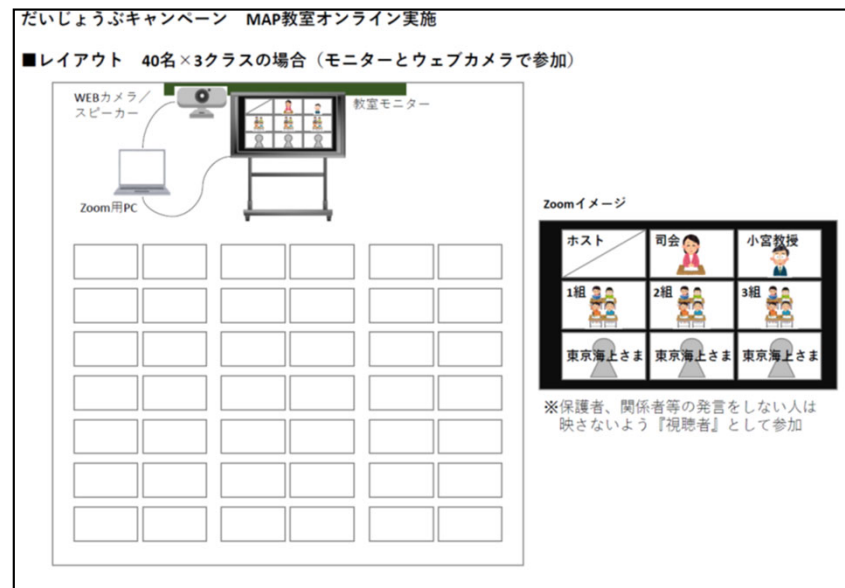 だいじょうぶキャンペーン　MAP教室オンライン実施
■レイアウト　40名×3クラスの場合（モニターとウェブカメラで参加）
WEBカメラ／
スピーカー
教室モニター
Zoom用PC
Zoomイメージ
ホスト
司会
小宮教授
1組
2組
3組
東京海上さま
東京海上さま
東京海上さま
※保護者、関係者等の発言をしない人は
映さないよう『視聴者』として参加